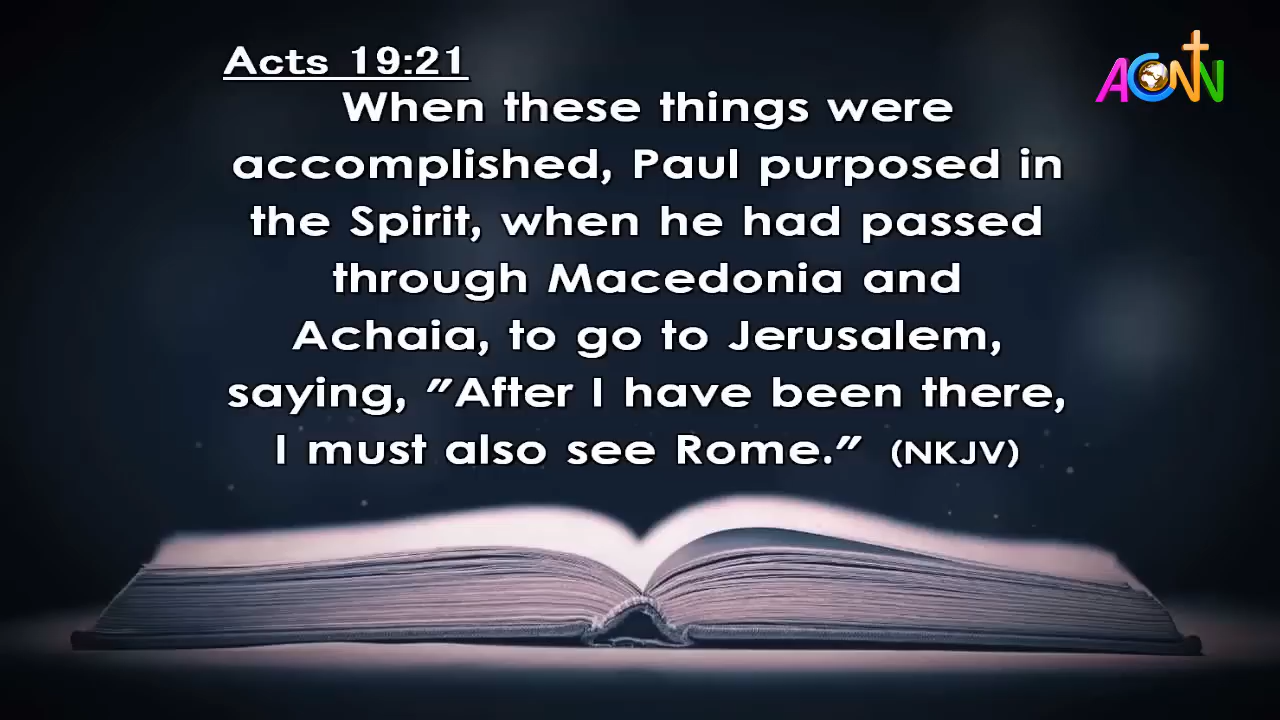 Acts 19:21
ACNN
When these things were
accomplished, Paul purposed in
the Spirit, when he had passed
through Macedonia and
Achaia, to go to Jerusalem,
saying, "After I have been there,
I must also see Rome." (NKJV)